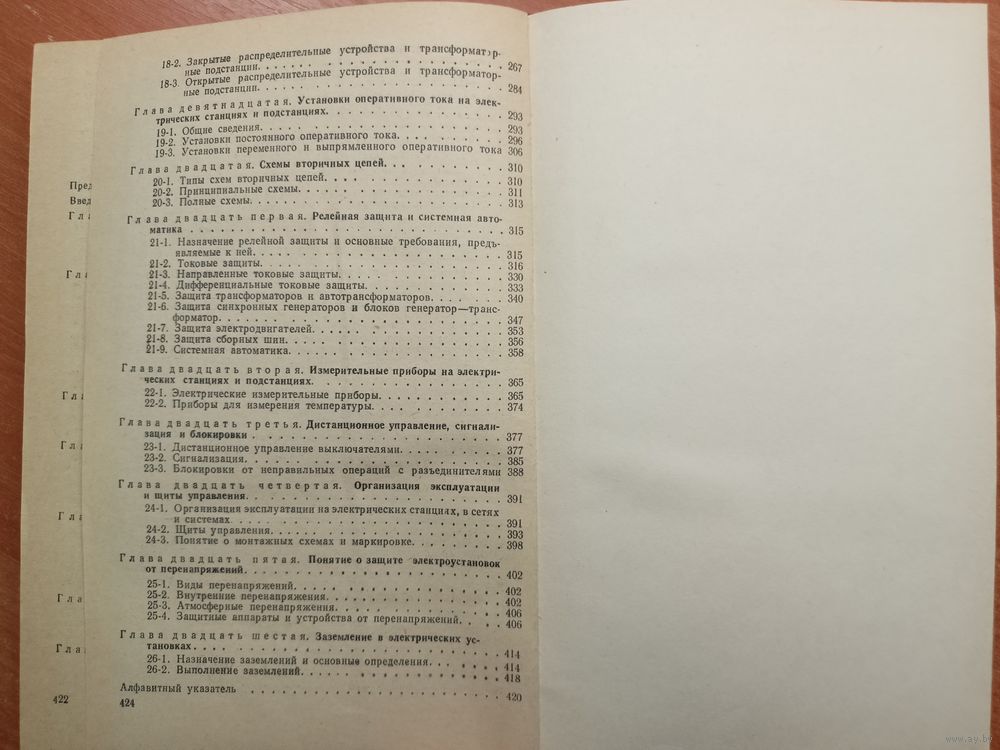 18-2. Закрытые распределительные устройства и трансформатор-
ные подстанции. . . . . . . . . . . . . . . . 267
18-3. Открытые распределительные устройства и трансформатор-
ные подстанции. . . . . . . . . . . . . . . . 284
Глава девятнадцатая. Установки оперативного тока на элек-
трических станциях и подстанциях. . . . . . . . . . . 293
19-1. Общие сведения. . . . . . . . . . . . . . . 293
19-2. Установки постоянного оперативного тока. . . . . . . 296
19-3. Установки переменного и выпрямленного оперативного тока 306
Глава двадцатая. Схемы вторичных цепей. . . . . . . . 310
20-1. Типы схем вторичных цепей. . . . . . . . . . . 310
20-2. Принципиальные схемы. . . . . . . . . . . . . 311
20-3. Полные схемы. . . . . . . . . . . . . . . . 313
Глава двадцать первая. Релейная защита и системная авто-
матика . . . . . . . . . . . . . . . . . . . . 315
21-1. Назначение релейной защиты и основные требования, предъ-
являемые к ней. . . . . . . . . . . . . . . . 315
21-2. Токовые защиты. . . . . . . . . . . . . . . 316
21-3. Направленные токовые защиты. . . . . . . . . . 330
21-4. Дифференциальные токовые защиты. . . . . . . . 333
21-5. Защита трансформаторов и автотрансформаторов. . . . . 340
21-6. Защита синхронных генераторов и блоков генератор—транс-
форматор. . . . . . . . . . . . . . . . . . 347
21-7. Защита электродвигателей. . . . . . . . . . . . 353
21-8. Защита сборных шин. . . . . . . . . . . . . . 356
21-9. Системная автоматика. . . . . . . . . . . . . 358
Глава двадцать вторая. Измерительные приборы на электри-
ческих станциях и подстанциях. . . . . . . . . . . . 365
22-1. Электрические измерительные приборы. . . . . . . . 365
22-2. Приборы для измерения температуры. . . . . . . . 374
Глава двадцать третья. Дистанционное управление, сигнали-
зация и блокировки . . . . . . . . . . . . . . . . 377
23-1. Дистанционное управление выключателями. . . . . . . 377
23-2. Сигнализация. . . . . . . . . . . . . . . . 385
23-3. Блокировки от неправильных операций с разъединителями 388
Глава двадцать четвертая. Организация эксплуатации
и щиты управления. . . . . . . . . . . . . . . . 391
24-1. Организация эксплуатации на электрических станциях, в сетях
и системах. . . . . . . . . . . . . . . . . . 391
24-2. Щиты управления. . . . . . . . . . . . . . . 393
24-3. Понятие о монтажных схемах и маркировке. . . . . . 398
Глава двадцать пятая. Понятие о защите электроустановок
от перенапряжений. . . . . . . . . . . . . . . . 402
25-1. Виды перенапряжений. . . . . . . . . . . . . 402
25-2. Внутренние перенапряжения. . . . . . . . . . . 402
25-3. Атмосферные перенапряжения. . . . . . . . . . 406
25-4. Защитные аппараты и устройства от перенапряжений. . . 406
Глава двадцать шестая. Заземление в электрических ус-
тановках. . . . . . . . . . . . . . . . . . . . 414
26-1. Назначение заземлений и основные определения. . . . . 414
26-2. Выполнение заземлений. . . . . . . . . . . . . 418
Алфавитный указатель . . . . . . . . . . . . . . . 420
424
Пред
Введ
Гла
Гла
Гла
Гла
Гла
Гла
Гла
422
www.ay.by